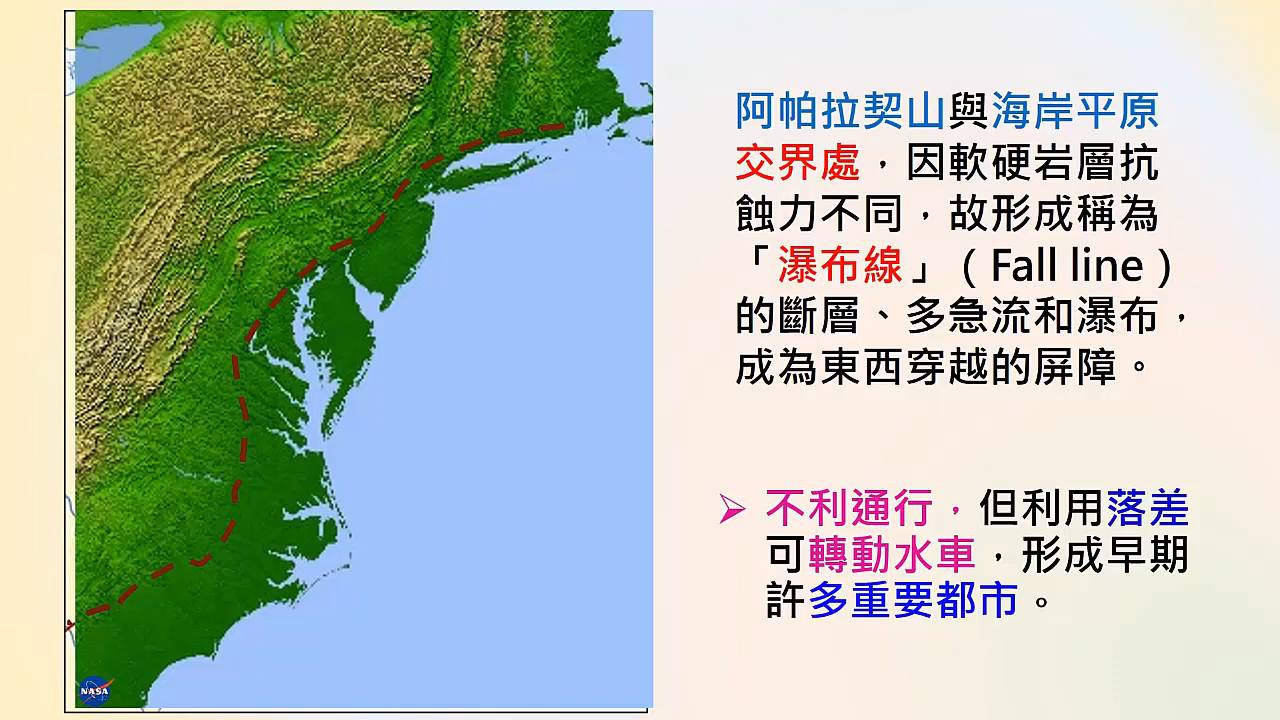 阿帕拉契山與海岸平原
交界處，因軟硬岩層抗
蝕力不同，故形成稱為
「瀑布線」（Fall line）
的斷層、多急流和瀑布，
成為東西穿越的屏障。
不利通行，但利用落差
可轉動水車，形成早期
許多重要都市。
NASA